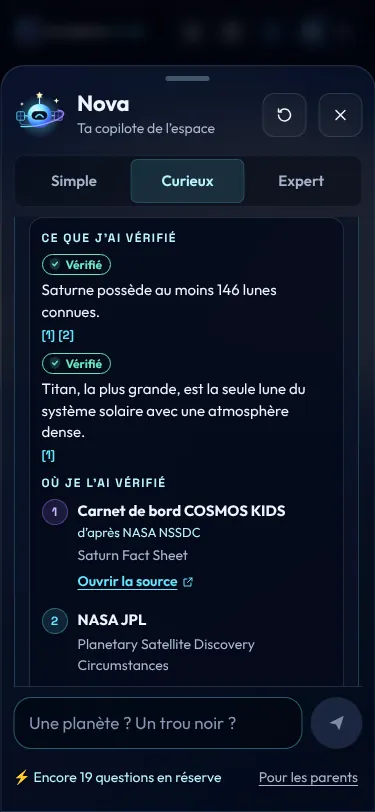 Nova
Ta copilote de l'espace
Simple
Curieux
Expert
CE QUE J'AI VÉRIFIÉ
Vérifié
Saturne possède au moins 146 lunes
connues.
[1] [2]
Vérifié
Titan, la plus grande, est la seule lune du
système solaire avec une atmosphère
dense.
[1]
OÙ JE L'AI VÉRIFIÉ
1
Carnet de bord COSMOS KIDS
d'après NASA NSSDC
Saturn Fact Sheet
Ouvrir la source
2
NASA JPL
Planetary Satellite Discovery
Circumstances
Une planète ? Un trou noir ?
⚡ Encore 19 questions en réserve
Pour les parents